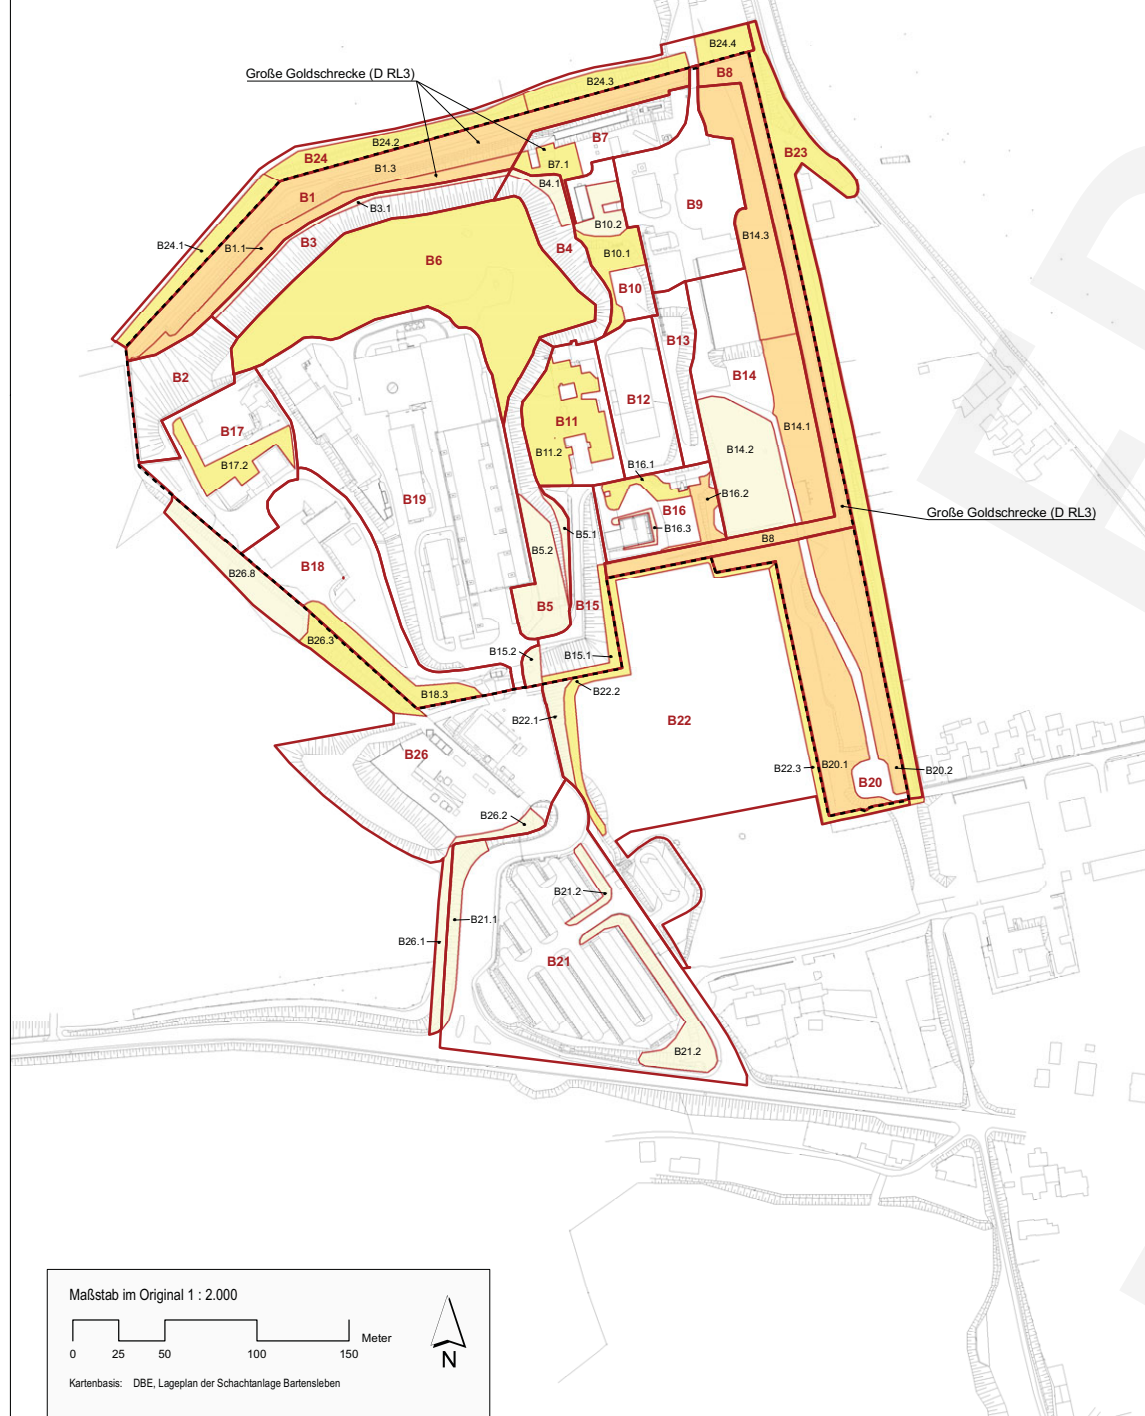 B24.4
Große Goldschrecke (D RL3)
B24.3
B8
B24.2
B7
B24
B1.3
B7.1
B23
B4.1
B1
B3.1
B9
B10.2
B14.3
B24.1
B1.1
B3
B4
B10.1
B6
B10
B13
B2
B14
B12
B17
B11
B14.1
B11.2
B14.2
B17.2
B16.1
B19
B16.2
B16
Große Goldschrecke (D RL3)
B16.3
B5.1
B8
B5.2
B18
B26.8
B5
B15
B26.3
B15.2
B15.1
B18.3
B22.2
B22.1
B22
B26
B22.3
B20.1
B20.2
B20
B26.2
B21.2
B21.1
B26.1
B21
B21.2
Maßstab im Original 1 : 2.000
Meter
0 25 50 100 150
N
Kartenbasis: DBE, Lageplan der Schachtanlage Bartensleben